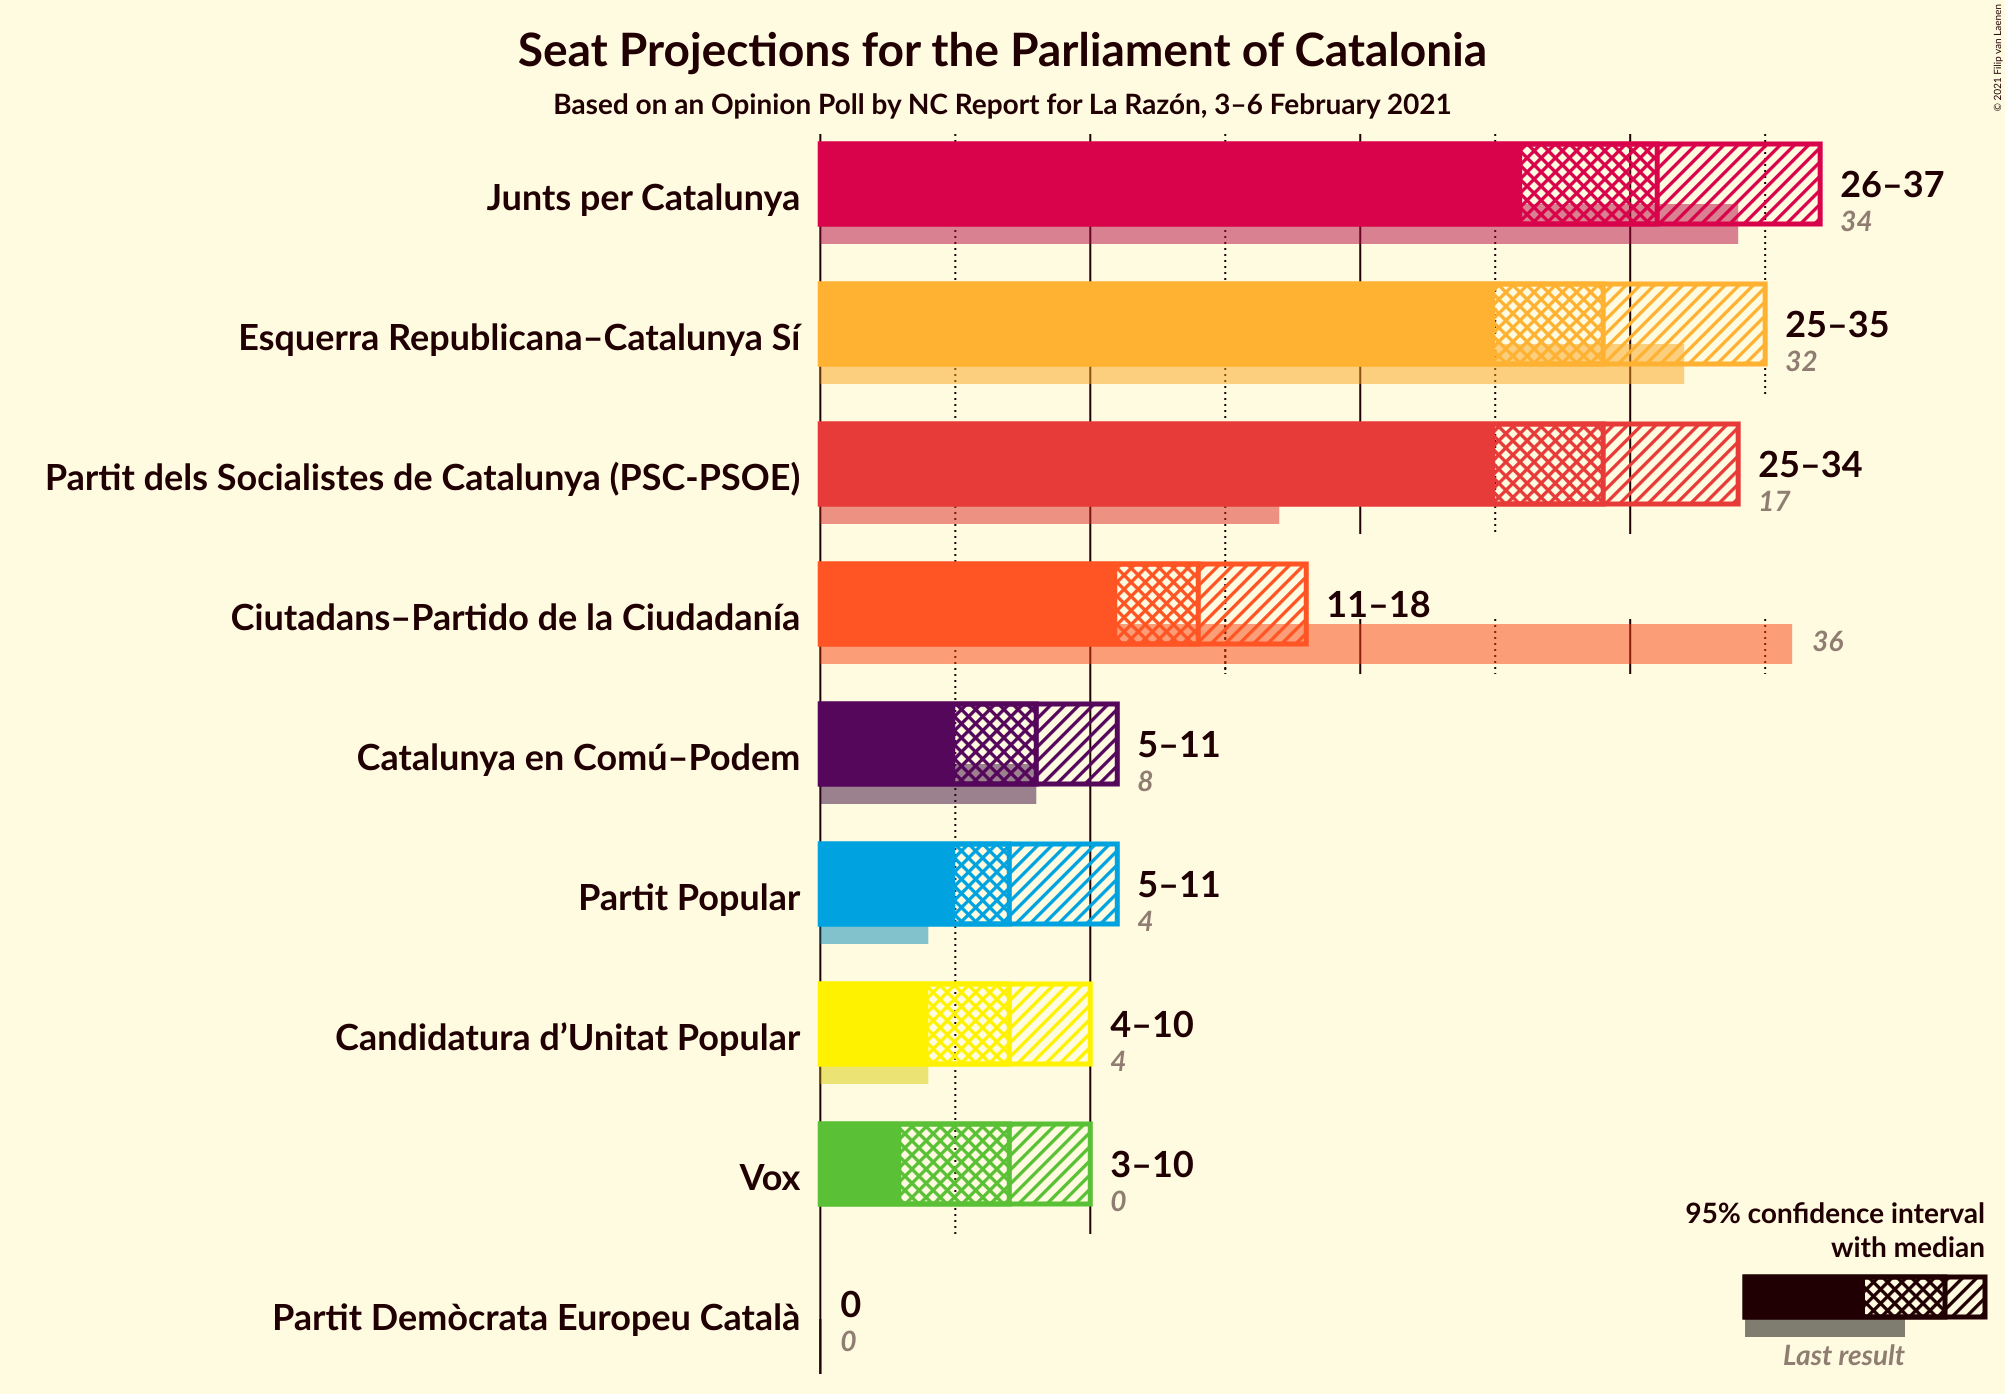 Seat Projections for the Parliament of Catalonia
Based on an Opinion Poll by NC Report for La Razón, 3–6 February 2021
© 2021 Filip van Laenen
Junts per Catalunya
26–37
34
Esquerra Republicana–Catalunya Sí
25–35
32
Partit dels Socialistes de Catalunya (PSC-PSOE)
25–34
17
Ciutadans–Partido de la Ciudadanía
11–18
36
Catalunya en Comú–Podem
5–11
8
Partit Popular
5–11
4
Candidatura d’Unitat Popular
4–10
4
Vox
3–10
0
Partit Demòcrata Europeu Català
0
0
95% confidence interval
with median
Last result